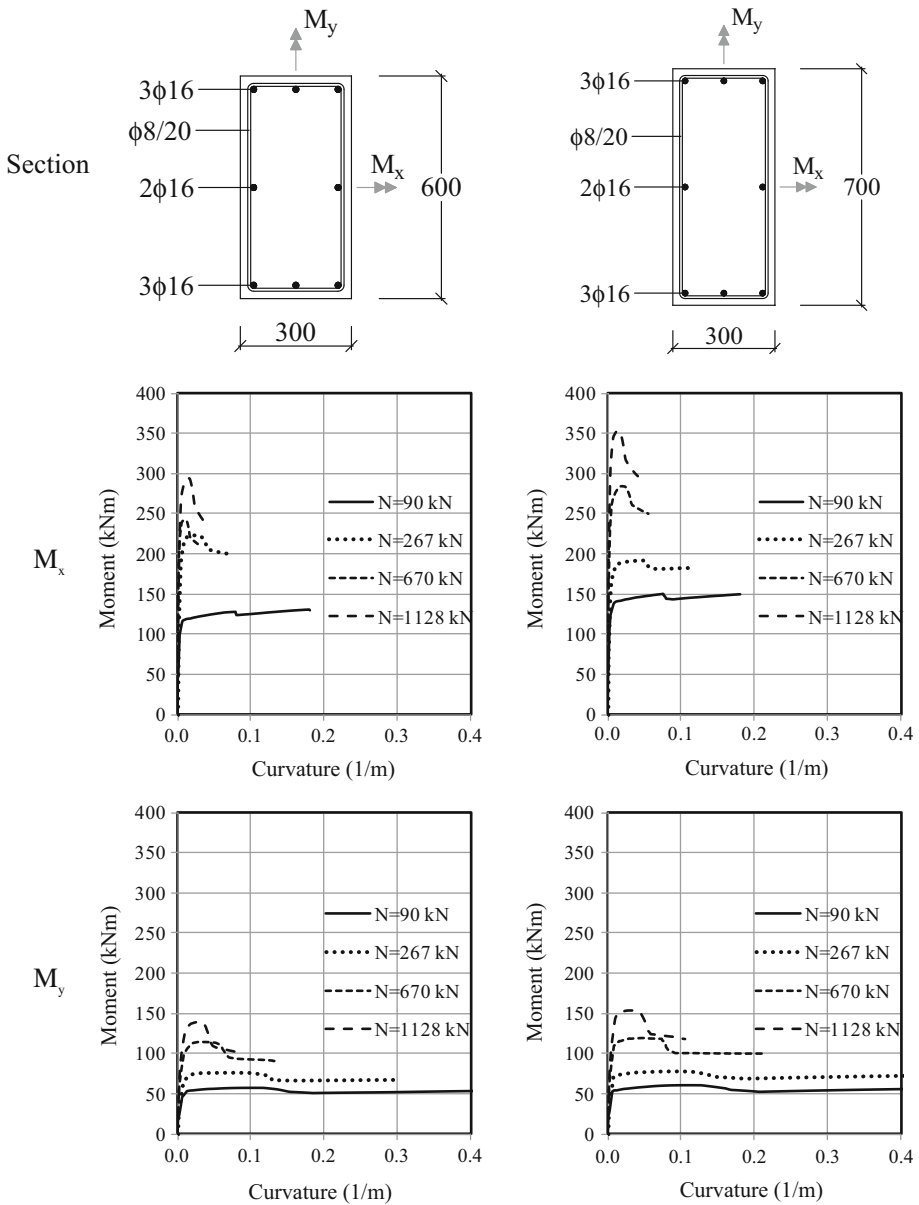 Section
M_y
3ϕ16
ϕ8/20
2ϕ16
3ϕ16
M_x
600
300
M_y
3ϕ16
ϕ8/20
2ϕ16
3ϕ16
M_x
700
300
M_x
Moment (kNm)
400
350
300
250
200
150
100
50
0
0.0 0.1 0.2 0.3 0.4
Curvature (1/m)
N=90 kN
N=267 kN
N=670 kN
N=1128 kN
Moment (kNm)
400
350
300
250
200
150
100
50
0
0.0 0.1 0.2 0.3 0.4
Curvature (1/m)
N=90 kN
N=267 kN
N=670 kN
N=1128 kN
M_y
Moment (kNm)
400
350
300
250
200
150
100
50
0
0.0 0.1 0.2 0.3 0.4
Curvature (1/m)
N=90 kN
N=267 kN
N=670 kN
N=1128 kN
Moment (kNm)
400
350
300
250
200
150
100
50
0
0.0 0.1 0.2 0.3 0.4
Curvature (1/m)
N=90 kN
N=267 kN
N=670 kN
N=1128 kN